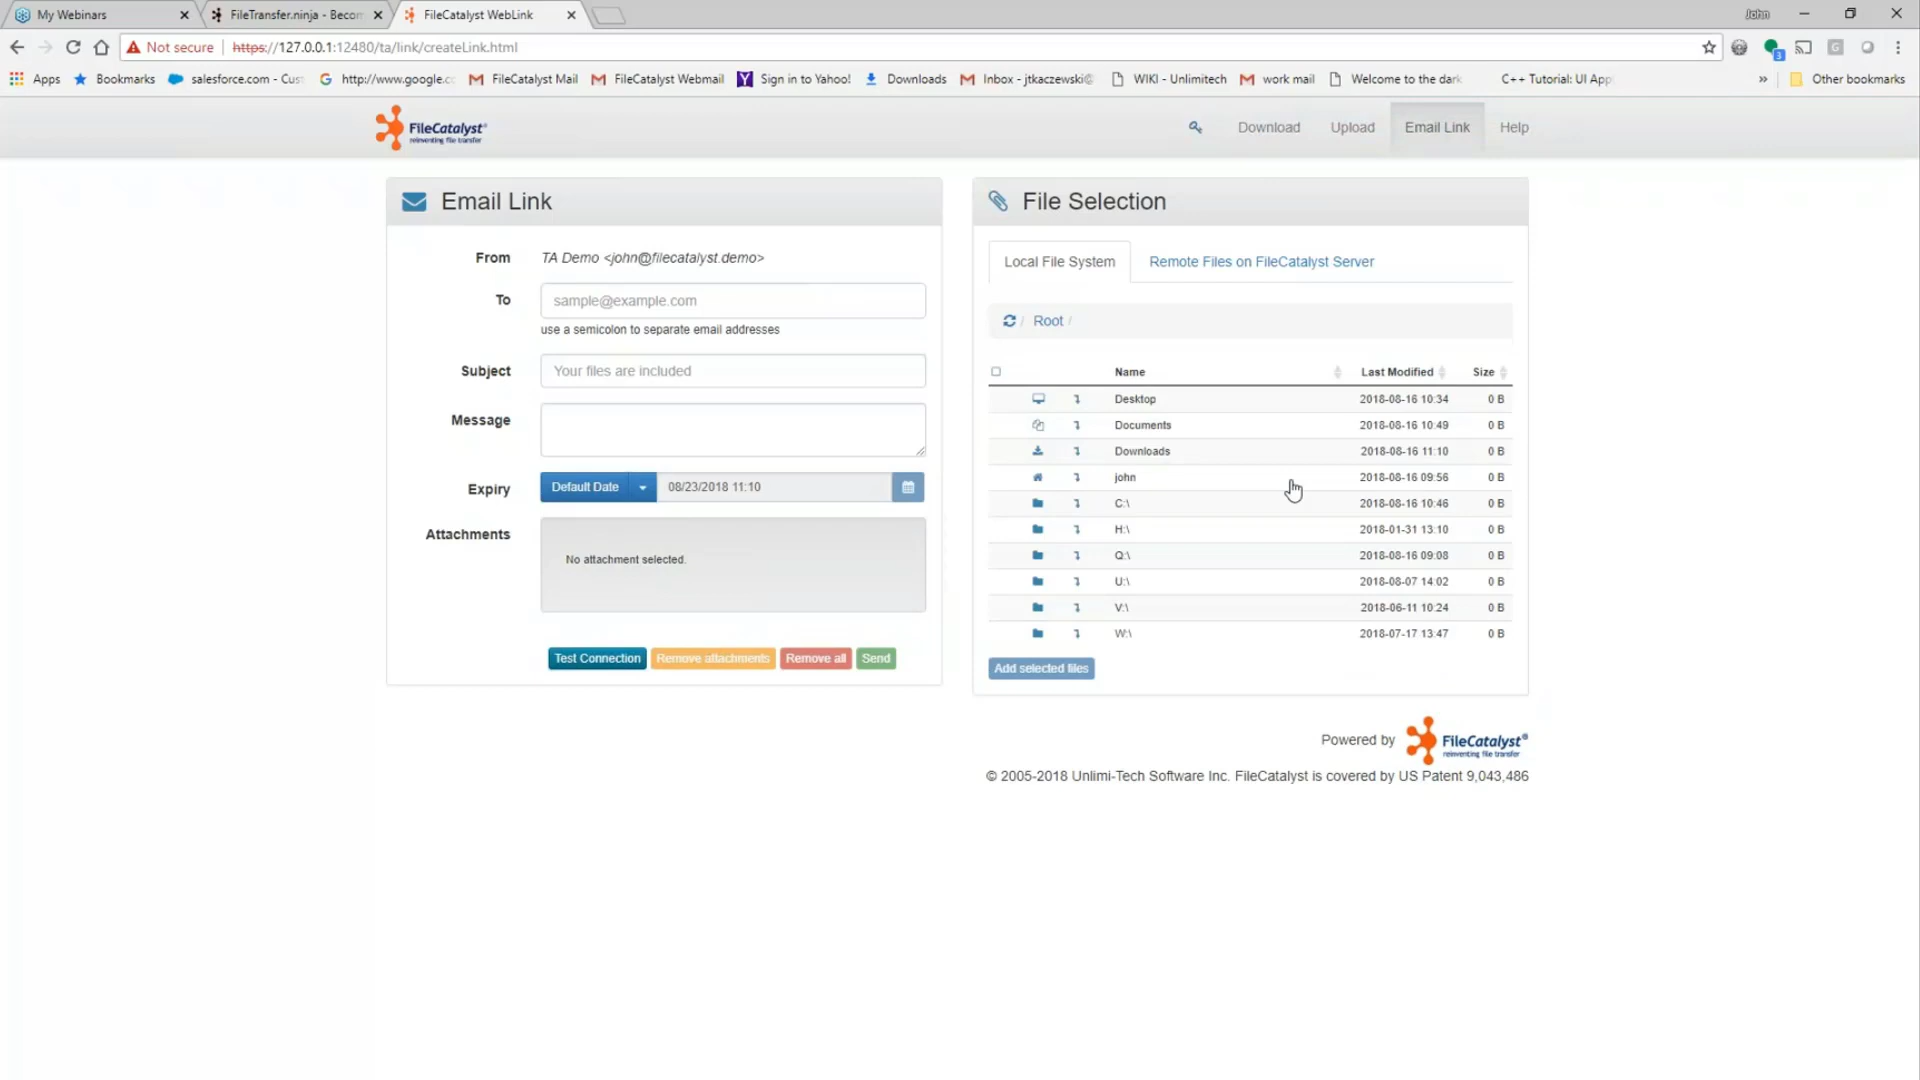 My Webinars
FileTransfer.ninja - Becom
FileCatalyst WebLink
John
Not secure
https://127.0.0.1:12480/ta/link/createLink.html
Apps
Bookmarks
salesforce.com - Cus
http://www.google.c
FileCatalyst Mail
FileCatalyst Webmail
Sign in to Yahoo!
Downloads
Inbox - jtkaczewski@
WIKI - Unlimitech
work mail
Welcome to the dark
C++ Tutorial: UI App
»
Other bookmarks
FileCatalyst®
reinventing file transfer
Download
Upload
Email Link
Help
Email Link
From
TA Demo <john@filecatalyst.demo>
To
sample@example.com
use a semicolon to separate email addresses
Subject
Your files are included
Message
Expiry
Default Date
08/23/2018 11:10
Attachments
No attachment selected.
Test Connection
Remove attachments
Remove all
Send
File Selection
Local File System
Remote Files on FileCatalyst Server
/ Root /
Name Last Modified Size
Desktop 2018-08-16 10:34 0 B
Documents 2018-08-16 10:49 0 B
Downloads 2018-08-16 11:10 0 B
john 2018-08-16 09:56 0 B
C:\ 2018-08-16 10:46 0 B
H:\ 2018-01-31 13:10 0 B
Q:\ 2018-08-16 09:08 0 B
U:\ 2018-08-07 14:02 0 B
V:\ 2018-06-11 10:24 0 B
W:\ 2018-07-17 13:47 0 B
Add selected files
Powered by
FileCatalyst®
reinventing file transfer
© 2005-2018 Unlimi-Tech Software Inc. FileCatalyst is covered by US Patent 9,043,486